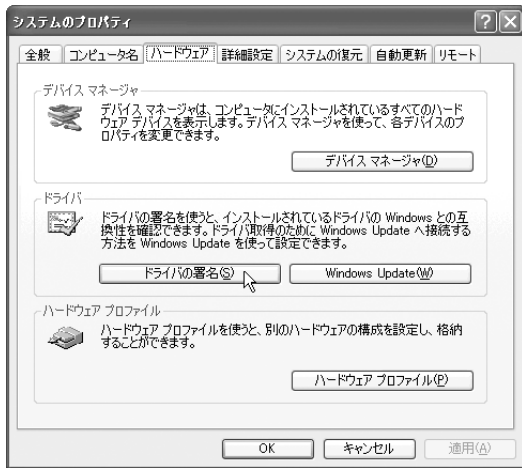 システムのプロパティ
全般 コンピュータ名 ハードウェア 詳細設定 システムの復元 自動更新 リモート
デバイス マネージャ
デバイス マネージャは、コンピュータにインストールされているすべてのハード
ウェア デバイスを表示します。デバイス マネージャを使って、各デバイスのプ
ロパティを変更できます。
デバイス マネージャ(D)
ドライバ
ドライバの署名を使うと、インストールされているドライバの Windows との互
換性を確認できます。ドライバ取得のために Windows Update へ接続する
方法を Windows Update を使って設定できます。
ドライバの署名(S) Windows Update(W)
ハードウェア プロファイル
ハードウェア プロファイルを使うと、別のハードウェアの構成を設定し、格納
することができます。
ハードウェア プロファイル(P)
OK キャンセル 適用(A)